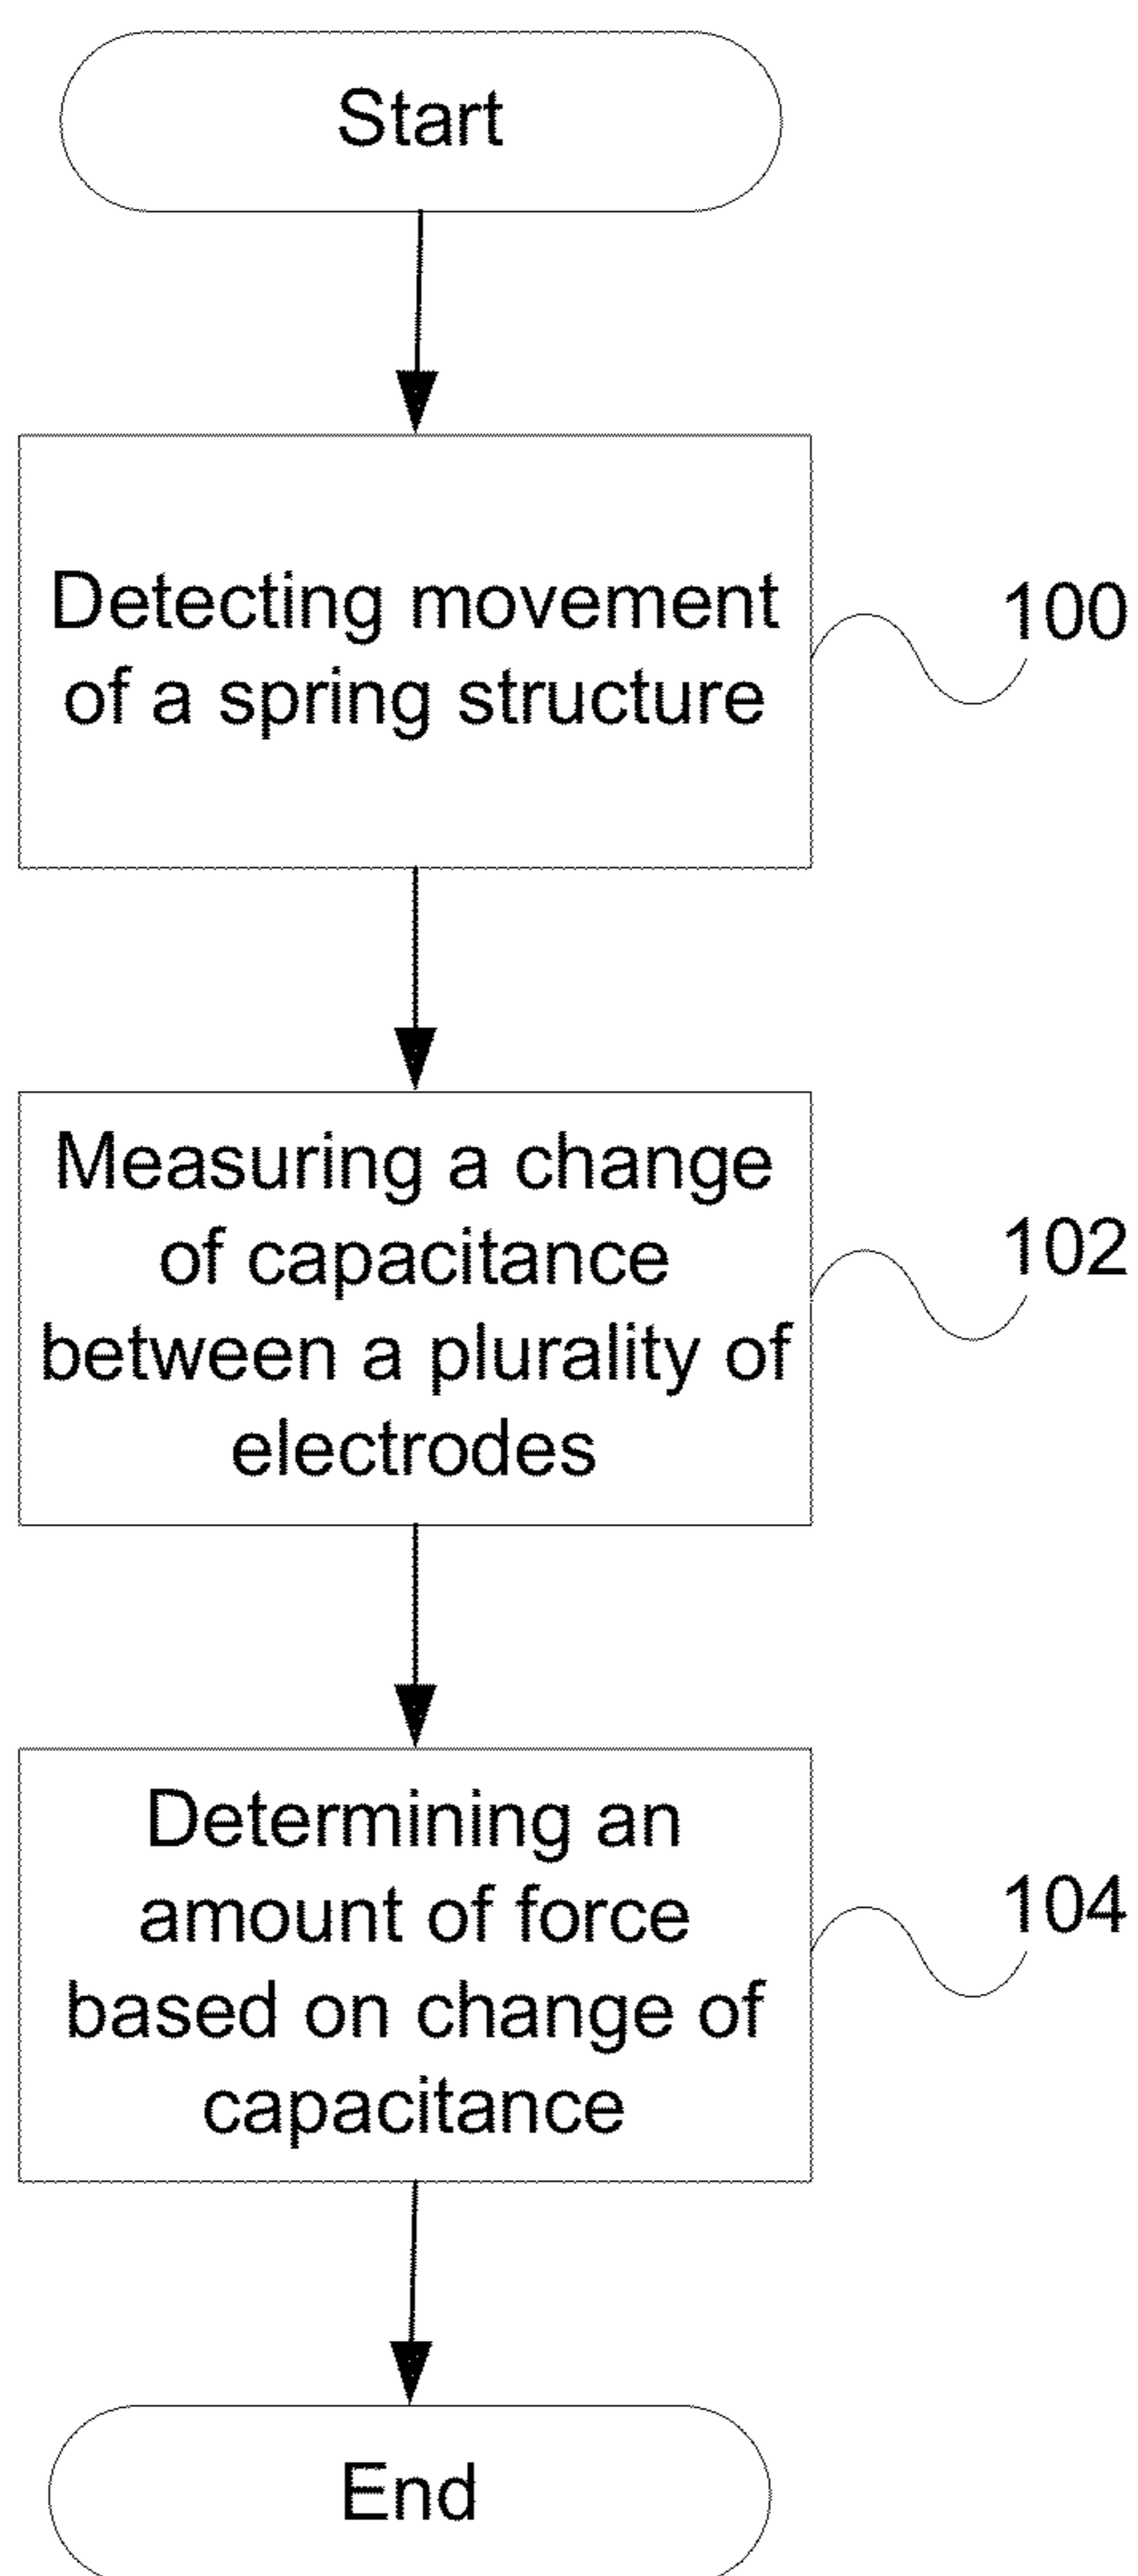 Start
Detecting movement
of a spring structure
100
Measuring a change
of capacitance
between a plurality of
electrodes
102
Determining an
amount of force
based on change of
capacitance
104
End